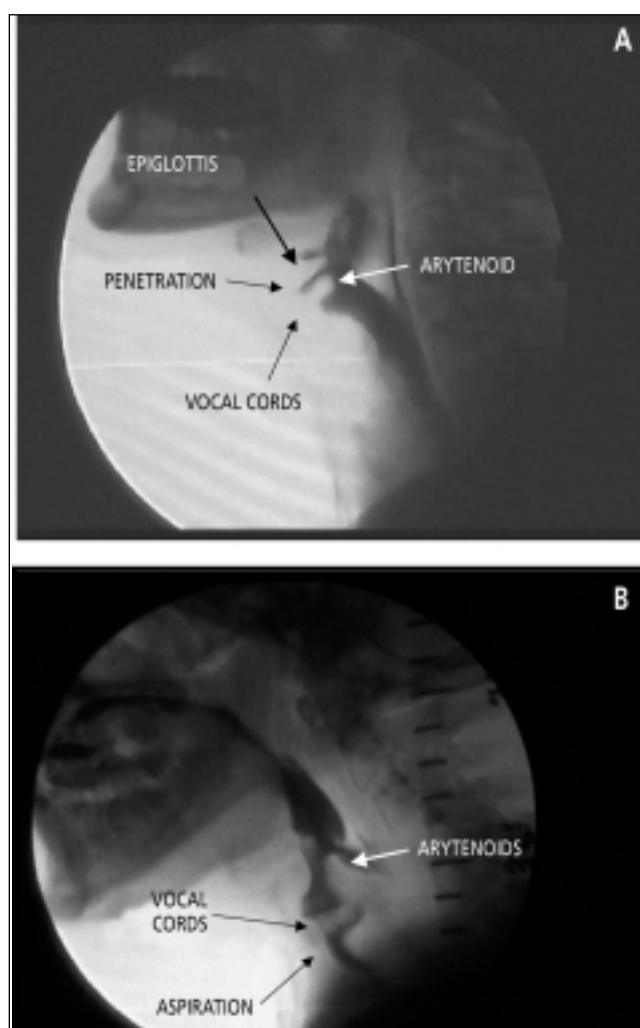 A
EPIGLOTTIS
ARYTENOID
PENETRATION
VOCAL CORDS
B
ARYTENOIDS
VOCAL
CORDS
ASPIRATION